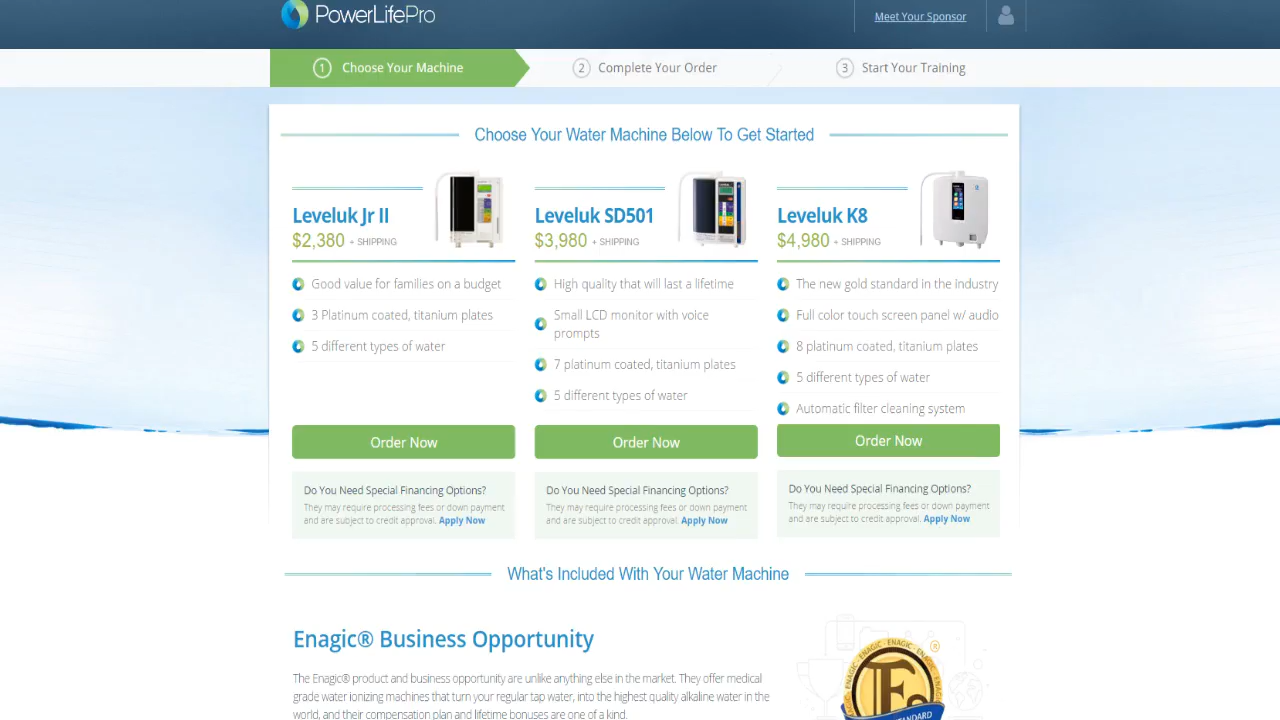 PowerLifePro
Meet Your Sponsor
1 Choose Your Machine
2 Complete Your Order
3 Start Your Training
Choose Your Water Machine Below To Get Started
Leveluk Jr II
$2,380 + SHIPPING
Good value for families on a budget
3 Platinum coated, titanium plates
5 different types of water
Order Now
Do You Need Special Financing Options?
They may require processing fees or down payment
and are subject to credit approval. Apply Now
Leveluk SD501
$3,980 + SHIPPING
High quality that will last a lifetime
Small LCD monitor with voice
prompts
7 platinum coated, titanium plates
5 different types of water
Order Now
Do You Need Special Financing Options?
They may require processing fees or down payment
and are subject to credit approval. Apply Now
Leveluk K8
$4,980 + SHIPPING
The new gold standard in the industry
Full color touch screen panel w/ audio
8 platinum coated, titanium plates
5 different types of water
Automatic filter cleaning system
Order Now
Do You Need Special Financing Options?
They may require processing fees or down payment
and are subject to credit approval. Apply Now
What's Included With Your Water Machine
Enagic® Business Opportunity
The Enagic® product and business opportunity are unlike anything else in the market. They offer medical
grade water ionizing machines that turn your regular tap water, into the highest quality alkaline water in the
world, and their compensation plan and lifetime bonuses are one of a kind.
ENAGIC · ENAGIC · ENAGIC
®
STANDARD